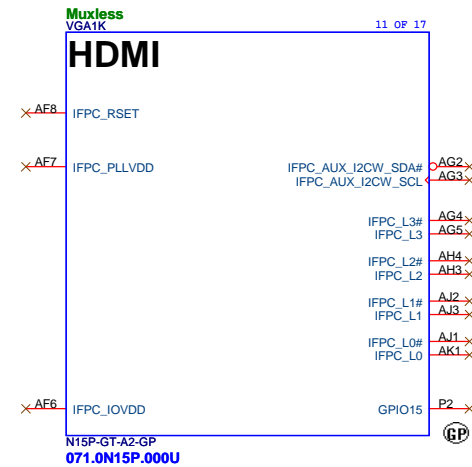 Muxless
VGA1K
11 OF 17
HDMI
AF8 IFPC_RSET
AF7 IFPC_PLLVDD
IFPC_AUX_I2CW_SDA# AG2
IFPC_AUX_I2CW_SCL AG3
IFPC_L3# AG4
IFPC_L3 AG5
IFPC_L2# AH4
IFPC_L2 AH3
IFPC_L1# AJ2
IFPC_L1 AJ3
IFPC_L0# AJ1
IFPC_L0 AK1
AF6 IFPC_IOVDD
GPIO15 P2
GP
N15P-GT-A2-GP
071.0N15P.000U